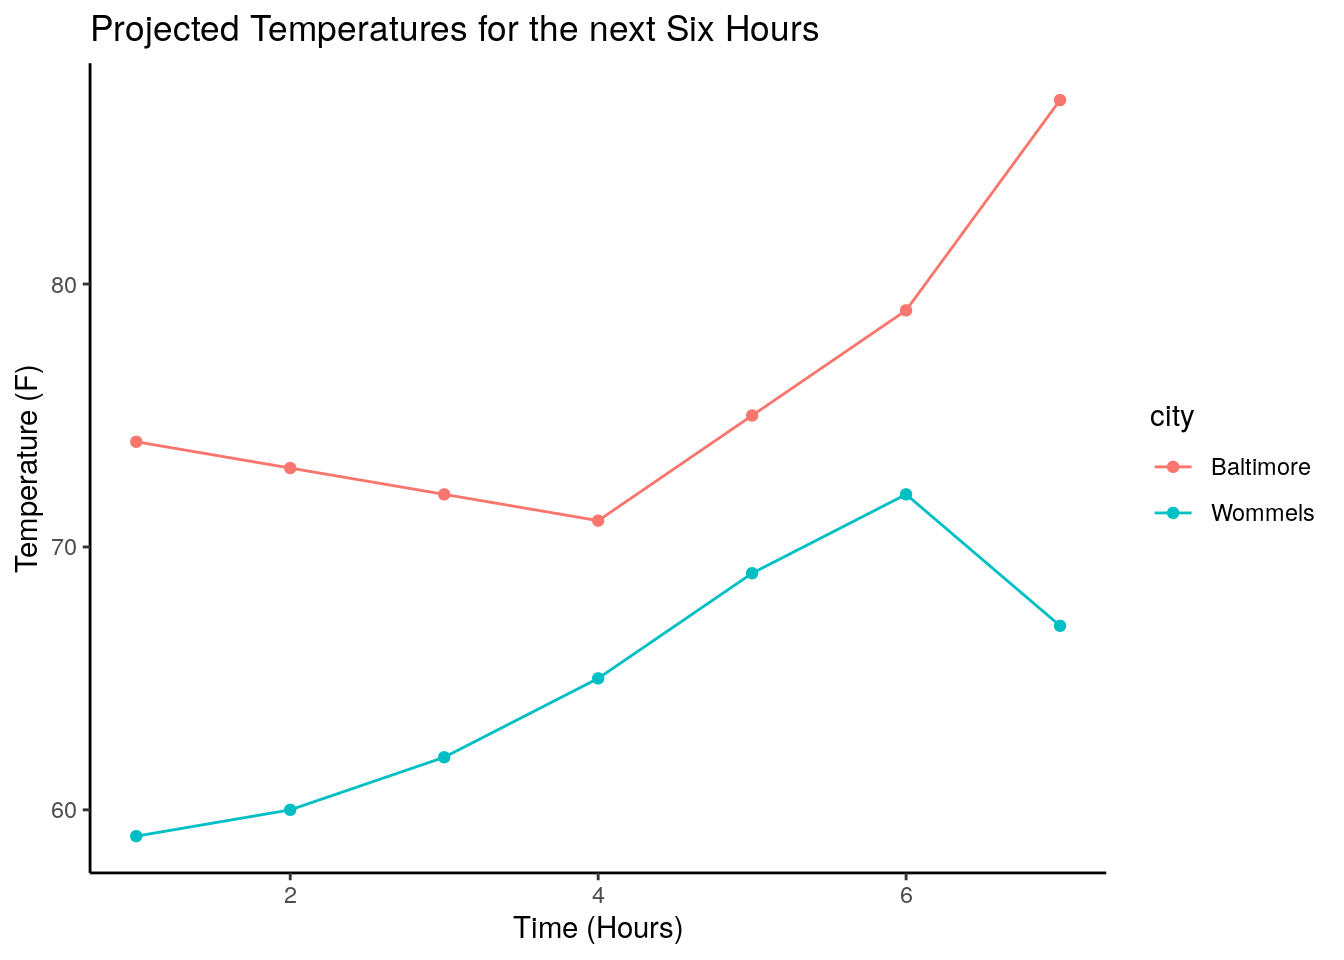 Projected Temperatures for the next Six Hours
80
70
60
Temperature (F)
2 4 6
Time (Hours)
city
Baltimore
Wommels